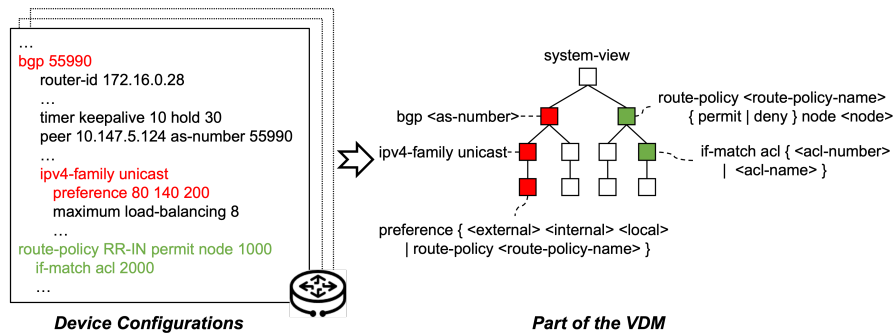 …
bgp 55990
router-id 172.16.0.28
…
timer keepalive 10 hold 30
peer 10.147.5.124 as-number 55990
…
ipv4-family unicast
preference 80 140 200
maximum load-balancing 8
…
route-policy RR-IN permit node 1000
if-match acl 2000
…
Device Configurations
system-view
bgp <as-number>
route-policy <route-policy-name>
{ permit | deny } node <node>
ipv4-family unicast
if-match acl { <acl-number>
| <acl-name> }
preference { <external> <internal> <local>
| route-policy <route-policy-name> }
Part of the VDM